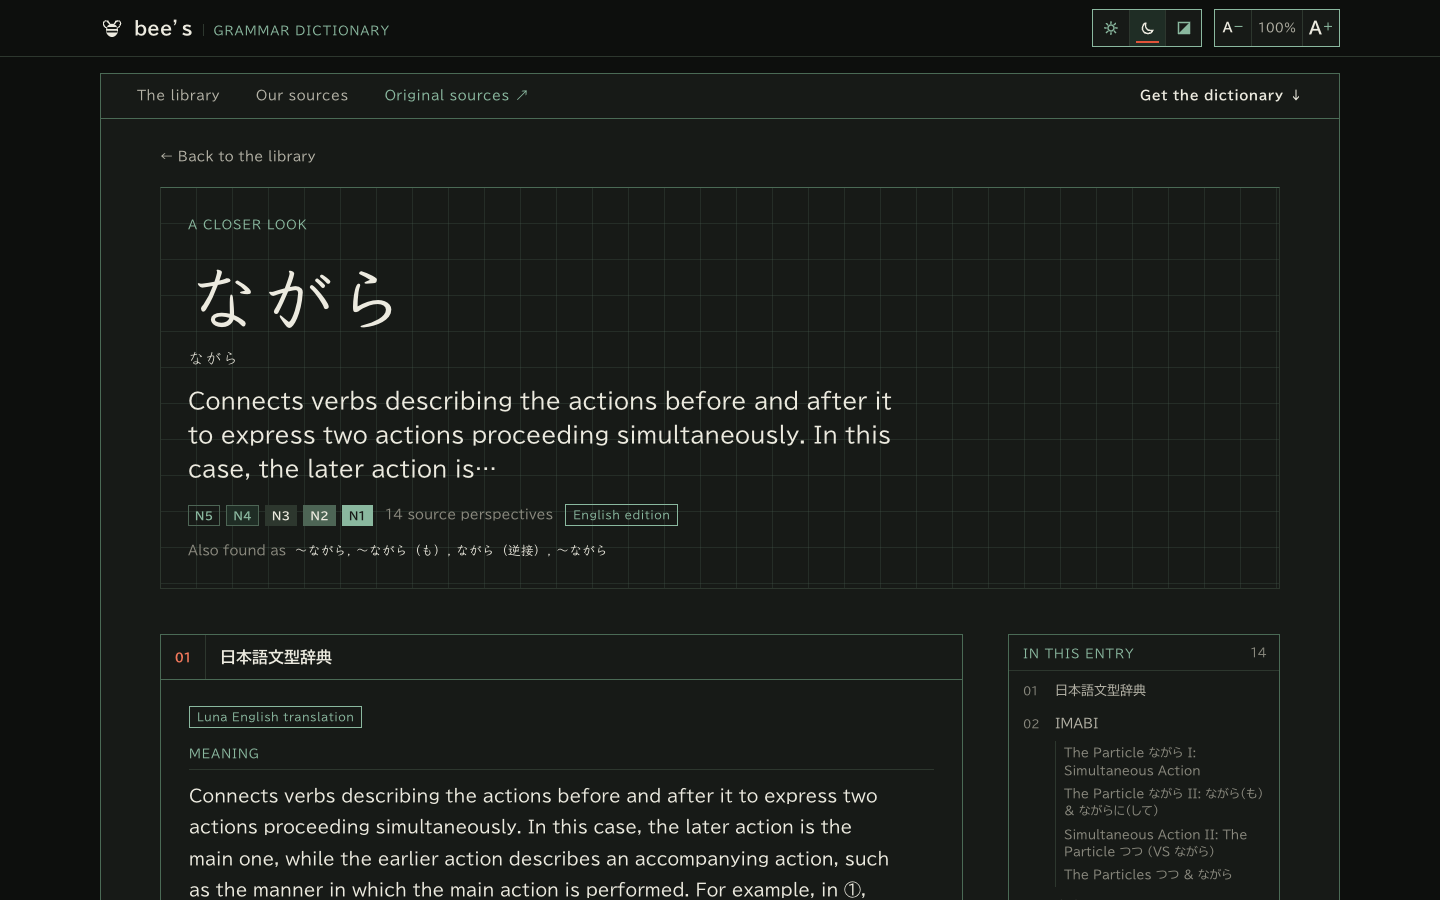 bee's
GRAMMAR DICTIONARY
A− 100% A+
The library
Our sources
Original sources ↗
Get the dictionary ↓
← Back to the library
A CLOSER LOOK
ながら
ながら
Connects verbs describing the actions before and after it
to express two actions proceeding simultaneously. In this
case, the later action is…
N5 N4 N3 N2 N1 14 source perspectives English edition
Also found as ～ながら, ～ながら（も）, ながら（逆接）, ～ながら
01 日本語文型辞典
Luna English translation
MEANING
Connects verbs describing the actions before and after it to express two
actions proceeding simultaneously. In this case, the later action is the
main one, while the earlier action describes an accompanying action, such
as the manner in which the main action is performed. For example, in ①,
IN THIS ENTRY 14
01 日本語文型辞典
02 IMABI
The Particle ながら I:
Simultaneous Action
The Particle ながら II: ながら(も)
& ながらに(して)
Simultaneous Action II: The
Particle つつ (VS ながら)
The Particles つつ & ながら